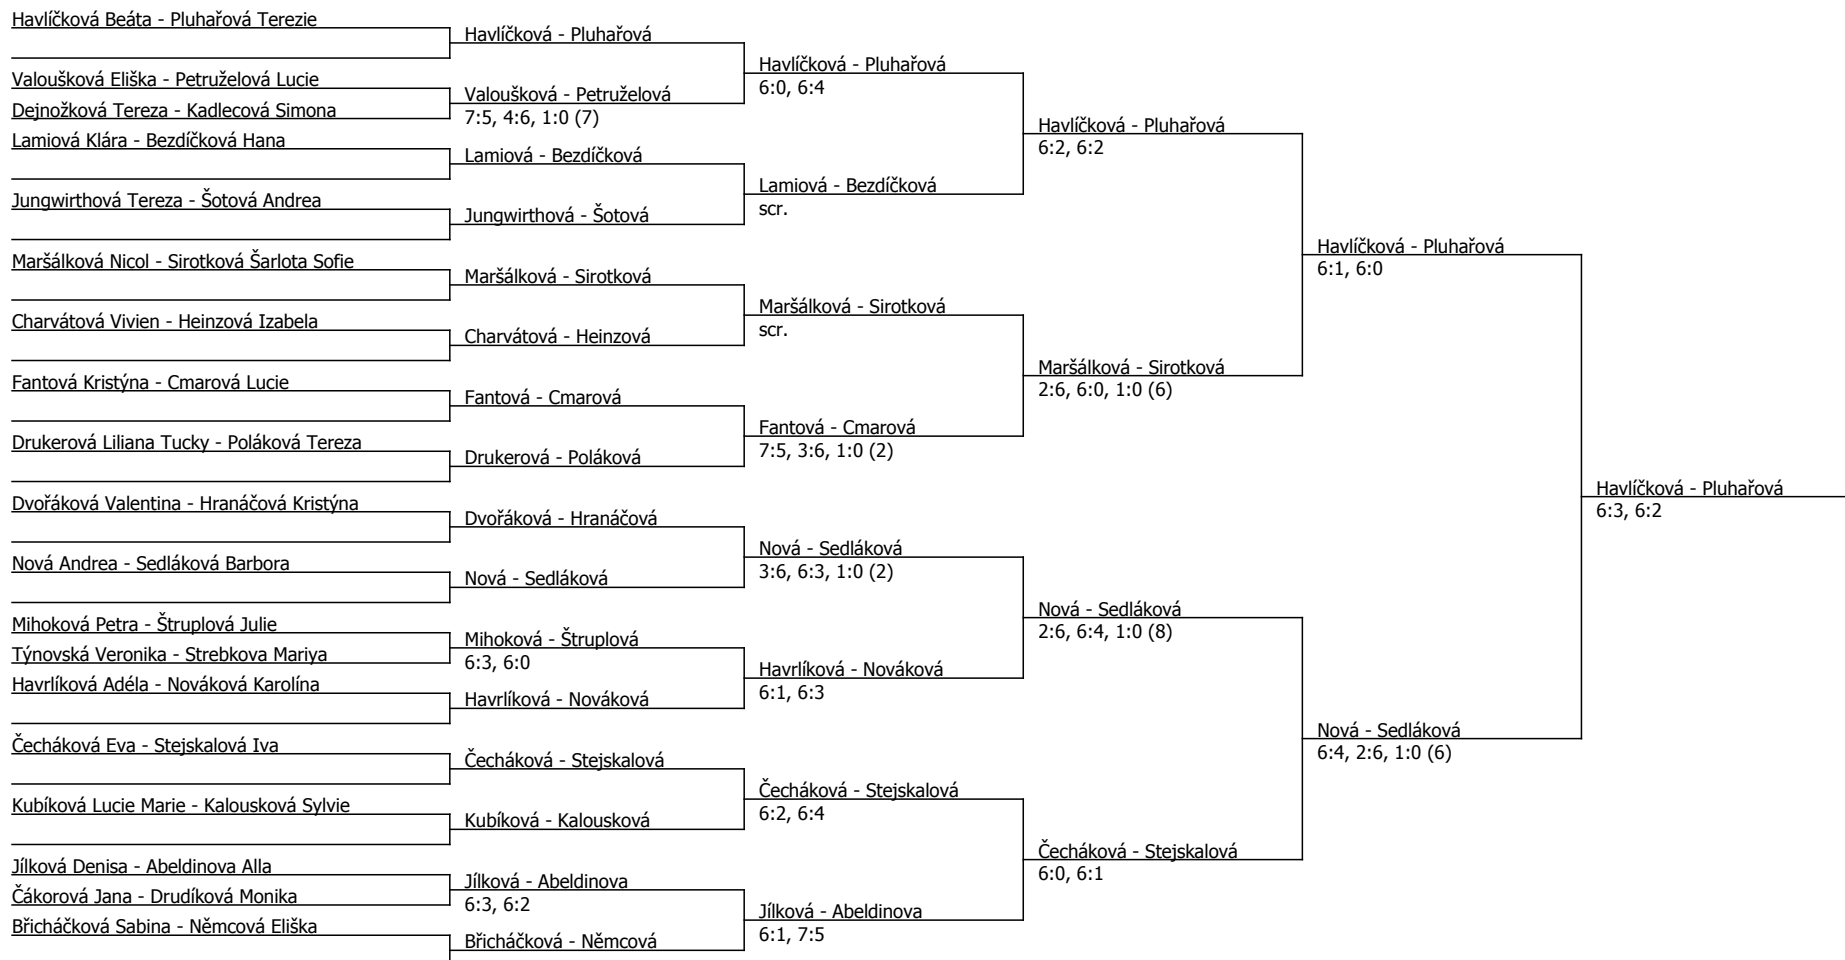 Havlíčková Beáta - Pluhařová Terezie
Valoušková Eliška - Petruželová Lucie
Dejnožková Tereza - Kadlecová Simona
Lamiová Klára - Bezdíčková Hana
Jungwirthová Tereza - Šotová Andrea
Maršálková Nicol - Sirotková Šarlota Sofie
Charvátová Vivien - Heinzová Izabela
Fantová Kristýna - Cmarová Lucie
Drukerová Liliana Tucky - Poláková Tereza
Dvořáková Valentina - Hranáčová Kristýna
Nová Andrea - Sedláková Barbora
Mihoková Petra - Štruplová Julie
Týnovská Veronika - Strebkova Mariya
Havrlíková Adéla - Nováková Karolína
Čecháková Eva - Stejskalová Iva
Kubíková Lucie Marie - Kalousková Sylvie
Jílková Denisa - Abeldinova Alla
Čákorová Jana - Drudíková Monika
Břicháčková Sabina - Němcová Eliška
Havlíčková - Pluhařová
Valoušková - Petruželová
7:5, 4:6, 1:0 (7)
Lamiová - Bezdíčková
Jungwirthová - Šotová
Maršálková - Sirotková
Charvátová - Heinzová
Fantová - Cmarová
Drukerová - Poláková
Dvořáková - Hranáčová
Nová - Sedláková
Mihoková - Štruplová
6:3, 6:0
Havrlíková - Nováková
Čecháková - Stejskalová
Kubíková - Kalousková
Jílková - Abeldinova
6:3, 6:2
Břicháčková - Němcová
Havlíčková - Pluhařová
6:0, 6:4
Lamiová - Bezdíčková
scr.
Maršálková - Sirotková
scr.
Fantová - Cmarová
7:5, 3:6, 1:0 (2)
Nová - Sedláková
3:6, 6:3, 1:0 (2)
Havrlíková - Nováková
6:1, 6:3
Čecháková - Stejskalová
6:2, 6:4
Jílková - Abeldinova
6:1, 7:5
Havlíčková - Pluhařová
6:2, 6:2
Maršálková - Sirotková
2:6, 6:0, 1:0 (6)
Nová - Sedláková
2:6, 6:4, 1:0 (8)
Čecháková - Stejskalová
6:0, 6:1
Havlíčková - Pluhařová
6:1, 6:0
Nová - Sedláková
6:4, 2:6, 1:0 (6)
Havlíčková - Pluhařová
6:3, 6:2